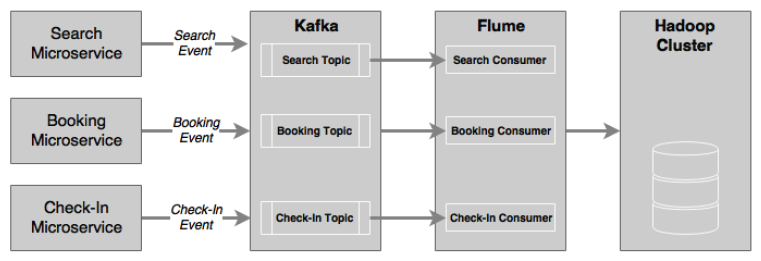 Search
Microservice
Search
Event
Kafka
Search Topic
Flume
Search Consumer
Hadoop
Cluster
Booking
Microservice
Booking
Event
Booking Topic
Booking Consumer
Check-In
Microservice
Check-In
Event
Check-In Topic
Check-In Consumer